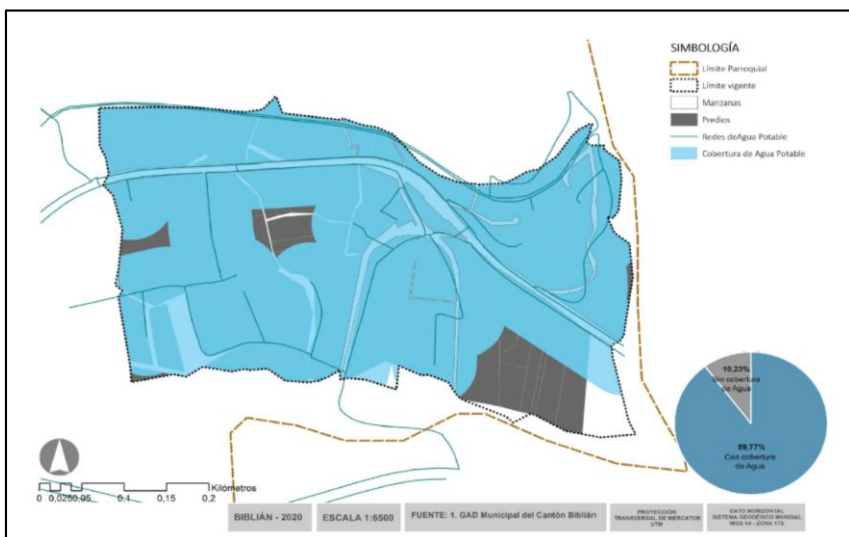 SIMBOLOGÍA
Límite Parroquial
Límite vigente
Manzanas
Predios
Redes deAgua Potable
Cobertura de Agua Potable
10,23%
Sin cobertura
de Agua
89,77%
Con cobertura
de Agua
Kilómetros
0 0,0250,05 0,1 0,15 0,2
BIBLIÁN - 2020
ESCALA 1:6500
FUENTE: 1. GAD Municipal del Cantón Biblián
PROYECCIÓN
TRANSVERSAL DE MERCATOR
UTM
DATO HORIZONTAL
SISTEMA GEODÉSICO MUNDIAL
WGS 84 - ZONA 17S